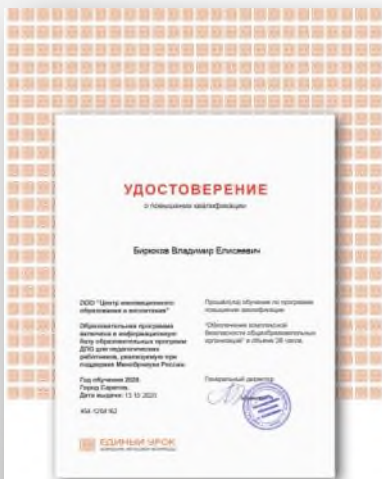 УДОСТОВЕРЕНИЕ
о повышении квалификации
Бирюков Владимир Елисеевич
ООО "Центр инновационного
образования и воспитания"
Образовательная программа
включена в информационную
базу образовательных программ
ДПО для педагогических
работников, реализуемую при
поддержке Минобрнауки России.
Год обучения 2020.
Город Саратов.
Дата выдачи: 13.10.2020
Прошел(ла) обучение по программе
повышения квалификации
"Обеспечение комплексной
безопасности общеобразовательных
организаций" в объеме 26 часов.
Генеральный директор
ЕДИНЫЙ УРОК